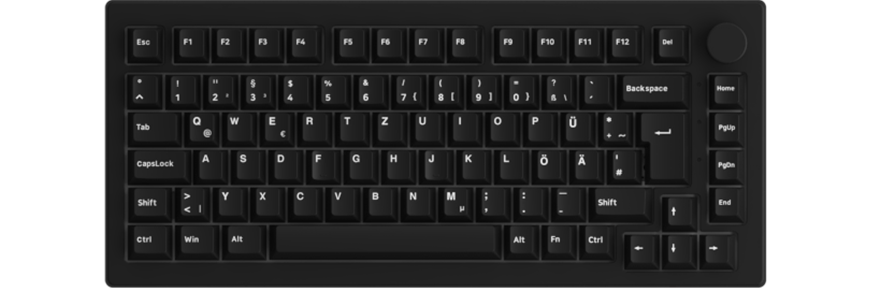 Esc F1 F2 F3 F4 F5 F6 F7 F8 F9 F10 F11 F12 Del
° ! " § $ % & / ( ) = ? ` Backspace Home
^ 1 2 ² 3 ³ 4 5 6 7 { 8 [ 9 ] 0 } ß \ ´
Tab Q @ W E € R T Z U I O P Ü * + ~ PgUp
CapsLock A S D F G H J K L Ö Ä ' # PgDn
Shift > < | Y X C V B N M µ ; , : . _ - Shift ↑ End
Ctrl Win Alt Alt Fn Ctrl ← ↓ →